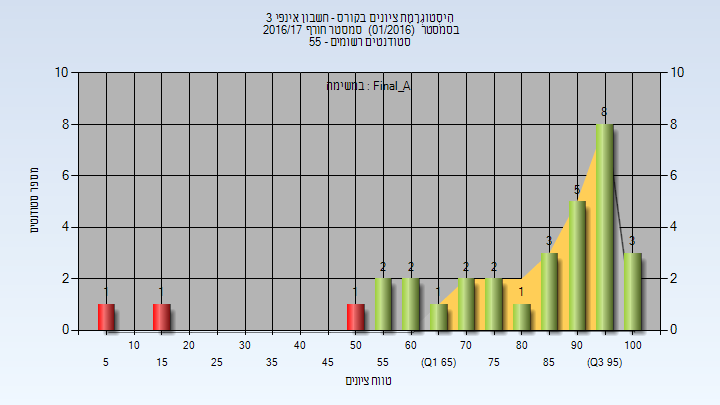 הִיסְטוֹגְרָמַת ציונים בקורס - חשבון אינפי 3
בסמסטר (01/2016) סמסטר חורף 2016/17
סטודנטים רשומים - 55
במשימה : Final_A
10 10
8 8
6 6
4 4
2 2
0 0
מספר סטודנטים
1 1 1 2 2 1 2 2 1 3 5 8 3
10 20 30 40 50 60 70 80 90 100
5 15 25 35 45 55 (Q1 65) 75 85 (Q3 95)
טווח ציונים